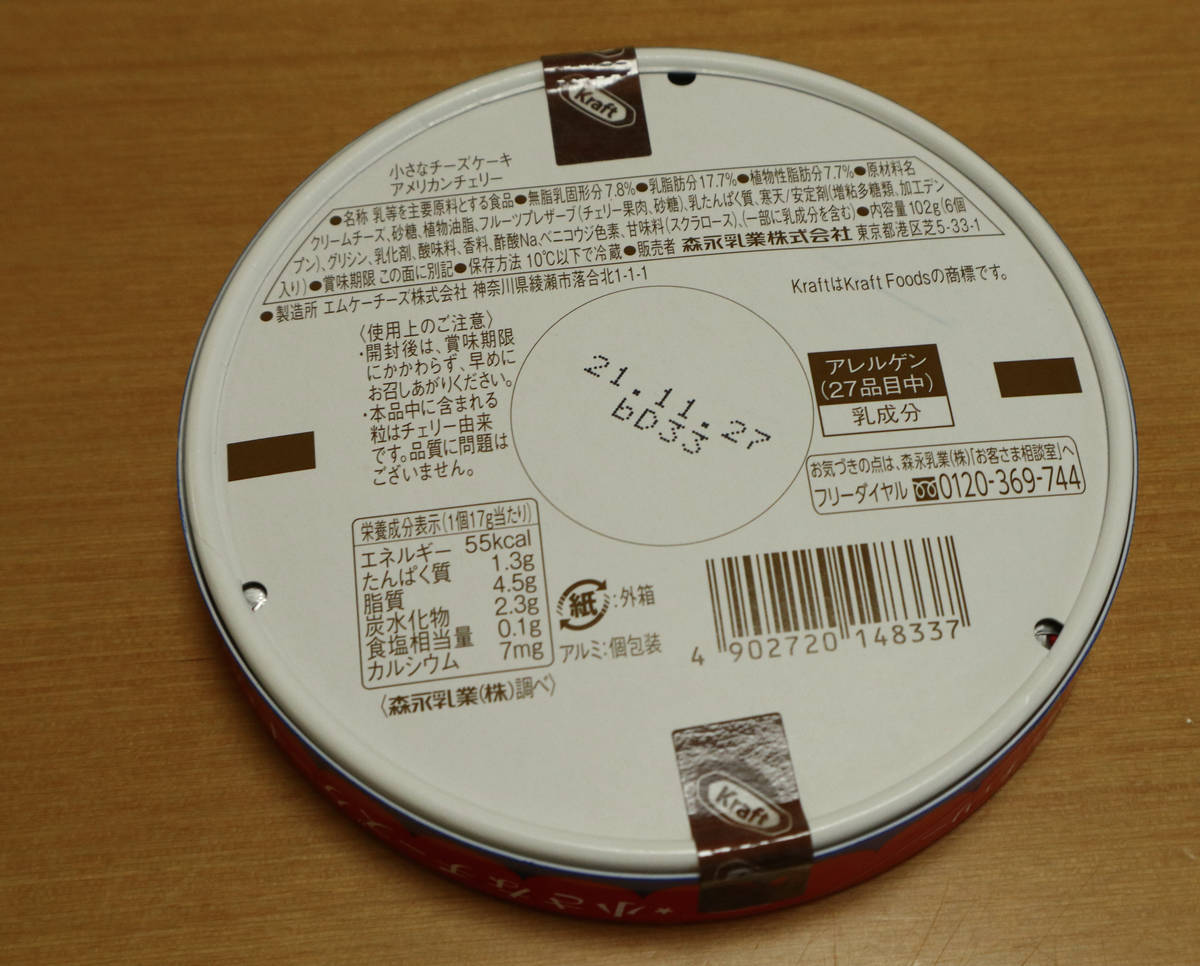 Kraft
小さなチーズケーキ
アメリカンチェリー
●名称 乳等を主要原料とする食品●無脂乳固形分7.8%●乳脂肪分17.7%●植物性脂肪分7.7%●原材料名
クリームチーズ、砂糖、植物油脂、フルーツプレザーブ(チェリー果肉、砂糖)、乳たんぱく質、寒天/安定剤(増粘多糖類、加工デン
プン)、グリシン、乳化剤、酸味料、香料、酢酸Na、ベニコウジ色素、甘味料(スクラロース)、(一部に乳成分を含む)●内容量 102g(6個
入り)●賞味期限 この面に別記●保存方法 10℃以下で冷蔵●販売者 森永乳業株式会社 東京都港区芝5-33-1
●製造所 エムケーチーズ株式会社 神奈川県綾瀬市落合北1-1-1
KraftはKraft Foodsの商標です。
〈使用上のご注意〉
・開封後は、賞味期限
にかかわらず、早めに
お召しあがりください。
・本品中に含まれる
粒はチェリー由来
です。品質に問題は
ございません。
21.11.27
bD33
アレルゲン
(27品目中)
乳成分
お気づきの点は、森永乳業(株)「お客さま相談室」へ
フリーダイヤル 0120-369-744
栄養成分表示(1個17g当たり)
エネルギー 55kcal
たんぱく質 1.3g
脂質 4.5g
炭水化物 2.3g
食塩相当量 0.1g
カルシウム 7mg
〈森永乳業(株)調べ〉
紙:外箱
アルミ:個包装
4 902720 148337
Kraft
★小さなチーズケ